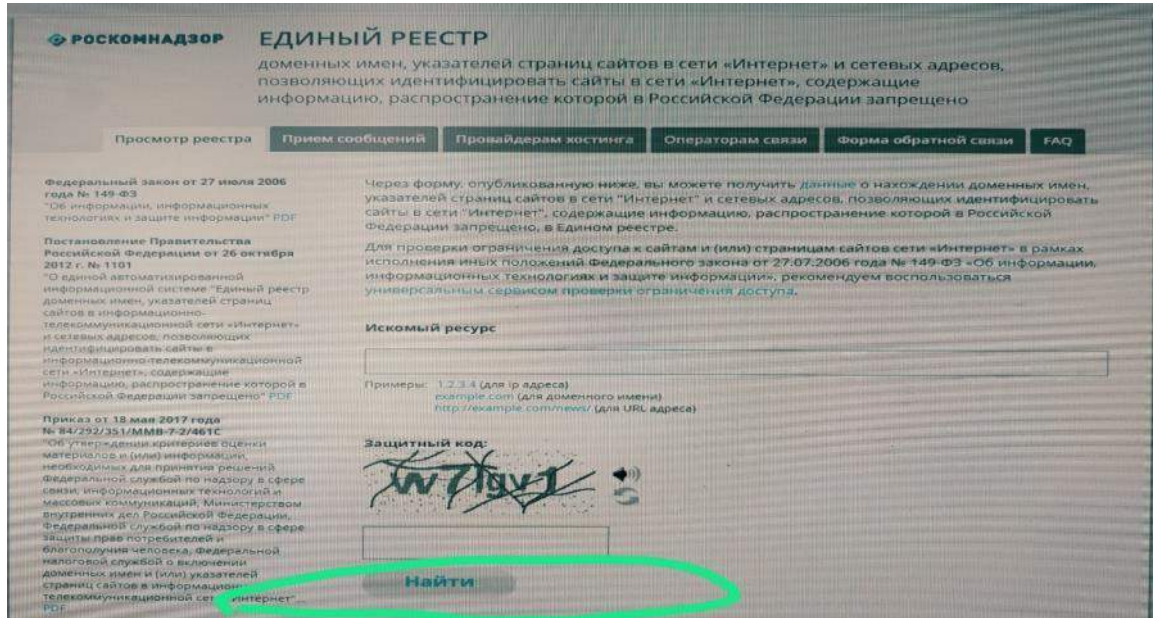 РОСКОМНАДЗОР
ЕДИНЫЙ РЕЕСТР
доменных имен, указателей страниц сайтов в сети «Интернет» и сетевых адресов,
позволяющих идентифицировать сайты в сети «Интернет», содержащие
информацию, распространение которой в Российской Федерации запрещено
Просмотр реестра
Прием сообщений
Провайдерам хостинга
Операторам связи
Форма обратной связи
FAQ
Федеральный закон от 27 июля 2006
года № 149-ФЗ
"Об информации, информационных
технологиях и защите информации" PDF
Постановление Правительства
Российской Федерации от 26 октября
2012 г. № 1101
"О единой автоматизированной
информационной системе "Единый реестр
доменных имен, указателей страниц
сайтов в информационно-
телекоммуникационной сети «Интернет»
и сетевых адресов, позволяющих
идентифицировать сайты в
информационно-телекоммуникационной
сети «Интернет», содержащие
информацию, распространение которой в
Российской Федерации запрещено" PDF
Приказ от 18 мая 2017 года
№ 84/292/351/ММВ-7-2/461С
"Об утверждении критериев оценки
материалов и (или) информации,
необходимых для принятия решений
Федеральной службой по надзору в сфере
связи, информационных технологий и
массовых коммуникаций, Министерством
внутренних дел Российской Федерации,
Федеральной службой по надзору в сфере
защиты прав потребителей и
благополучия человека, Федеральной
налоговой службой о включении
доменных имен и (или) указателей
страниц сайтов в информационно
телекоммуникационной сет интернет"...
PDF
Через форму, опубликованную ниже, вы можете получить данные о нахождении доменных имен,
указателей страниц сайтов в сети "Интернет" и сетевых адресов, позволяющих идентифицировать
сайты в сети "Интернет", содержащие информацию, распространение которой в Российской
Федерации запрещено, в Едином реестре.
Для проверки ограничения доступа к сайтам и (или) страницам сайтов сети «Интернет» в рамках
исполнения иных положений Федерального закона от 27.07.2006 года № 149-ФЗ «Об информации,
информационных технологиях и защите информации», рекомендуем воспользоваться
универсальным сервисом проверки ограничения доступа.
Искомый ресурс
Примеры: 1.2.3.4 (для ip адреса)
example.com (для доменного имени)
http://example.com/news/ (для URL адреса)
Защитный код:
Найти